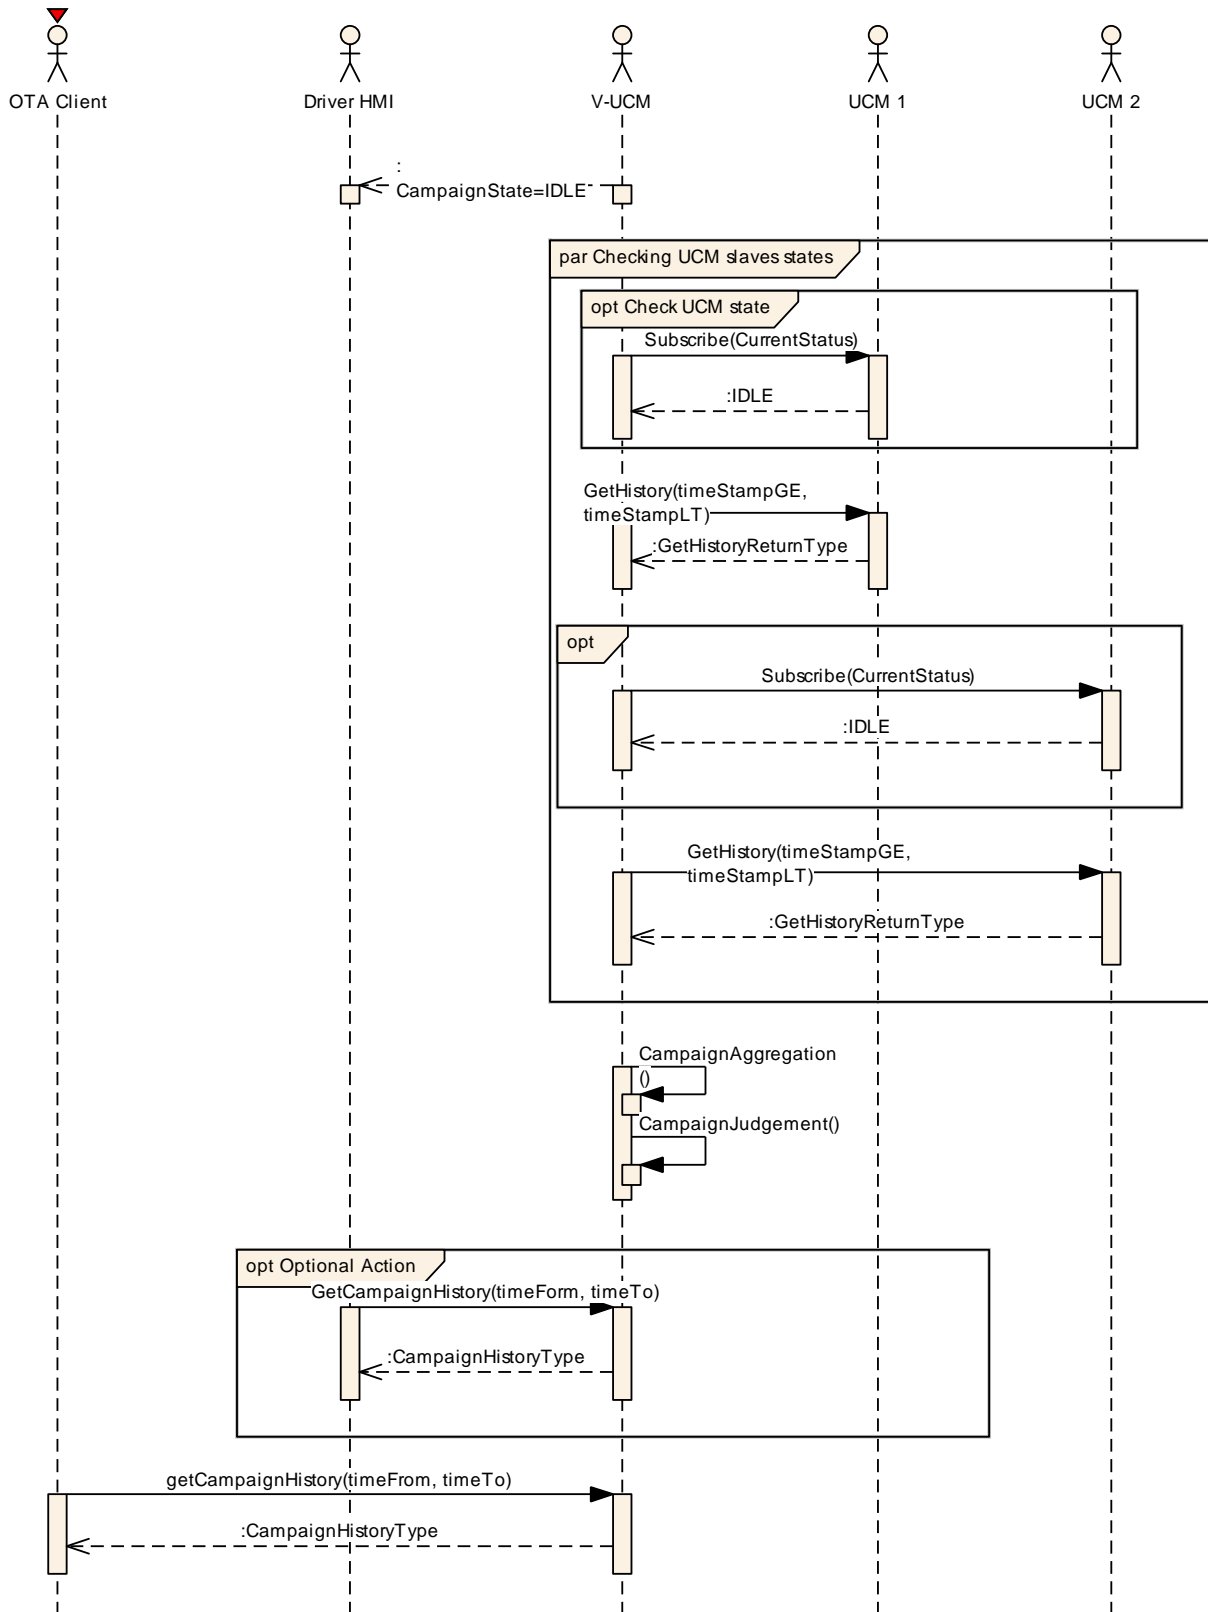 OTA Client
Driver HMI
V-UCM
UCM 1
UCM 2
:
CampaignState=IDLE
par Checking UCM slaves states
opt Check UCM state
Subscribe(CurrentStatus)
:IDLE
GetHistory(timeStampGE,
timeStampLT)
:GetHistoryReturnType
opt
Subscribe(CurrentStatus)
:IDLE
GetHistory(timeStampGE,
timeStampLT)
:GetHistoryReturnType
CampaignAggregation
()
CampaignJudgement()
opt Optional Action
GetCampaignHistory(timeForm, timeTo)
:CampaignHistoryType
getCampaignHistory(timeFrom, timeTo)
:CampaignHistoryType